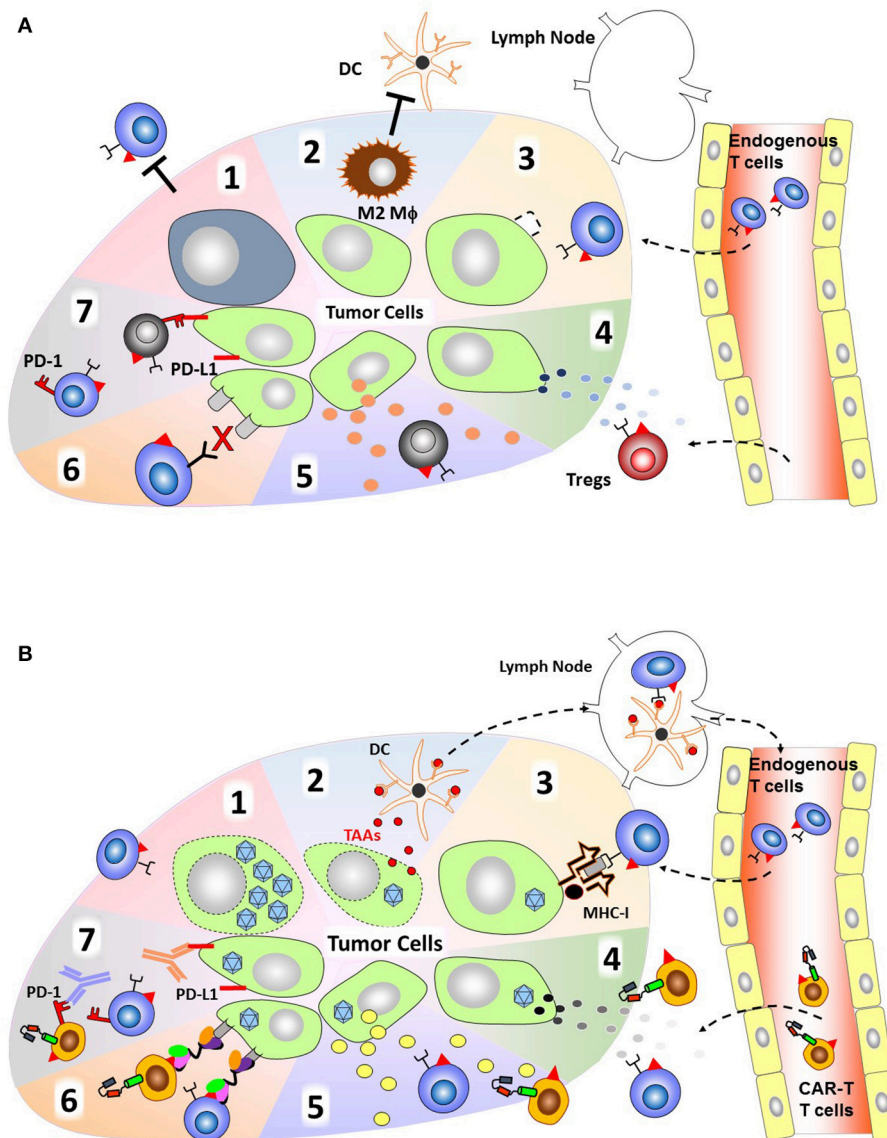 A
Lymph Node
DC
Endogenous
T cells
1
2
3
M2 Mϕ
7
Tumor Cells
4
PD-1
PD-L1
X
6
5
Tregs
B
Lymph Node
DC
2
Endogenous
T cells
1
3
TAAs
MHC-I
7
Tumor Cells
4
PD-1
PD-L1
6
5
CAR-T
T cells